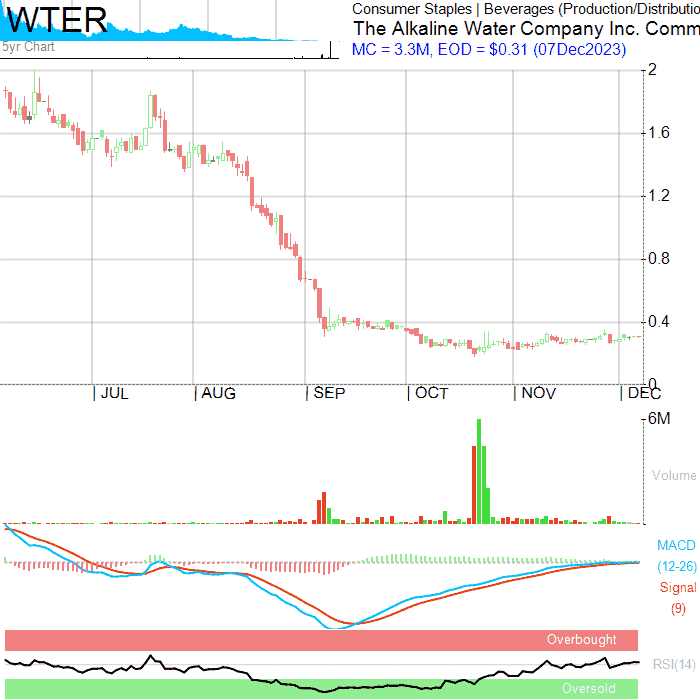 WTER
5yr Chart
Consumer Staples | Beverages (Production/Distributio
The Alkaline Water Company Inc. Comm
MC = 3.3M, EOD = $0.31 (07Dec2023)
2
1.6
1.2
0.8
0.4
0
JUL
AUG
SEP
OCT
NOV
DEC
6M
Volume
MACD
(12-26)
Signal
(9)
Overbought
RSI(14)
Oversold